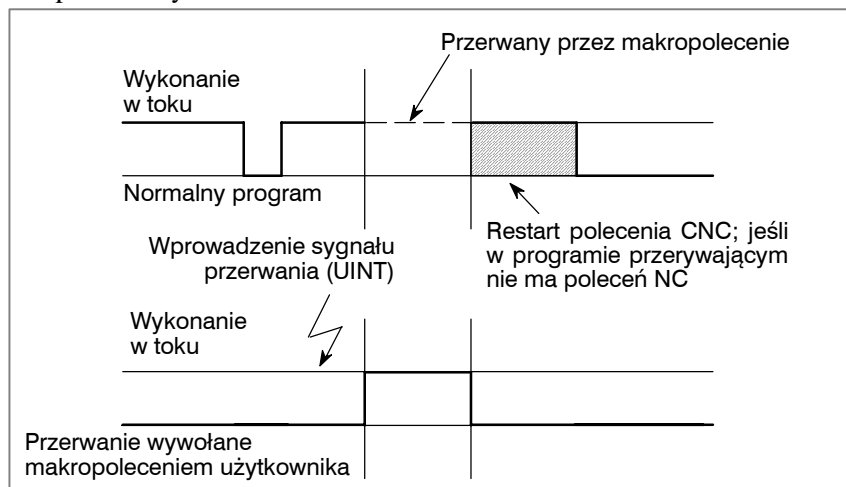 Przerwany przez makropolecenie
Wykonanie
w toku
Normalny program
Restart polecenia CNC; jeśli
w programie przerywającym
nie ma poleceń NC
Wprowadzenie sygnału
przerwania (UINT)
Wykonanie
w toku
Przerwanie wywołane
makropoleceniem użytkownika